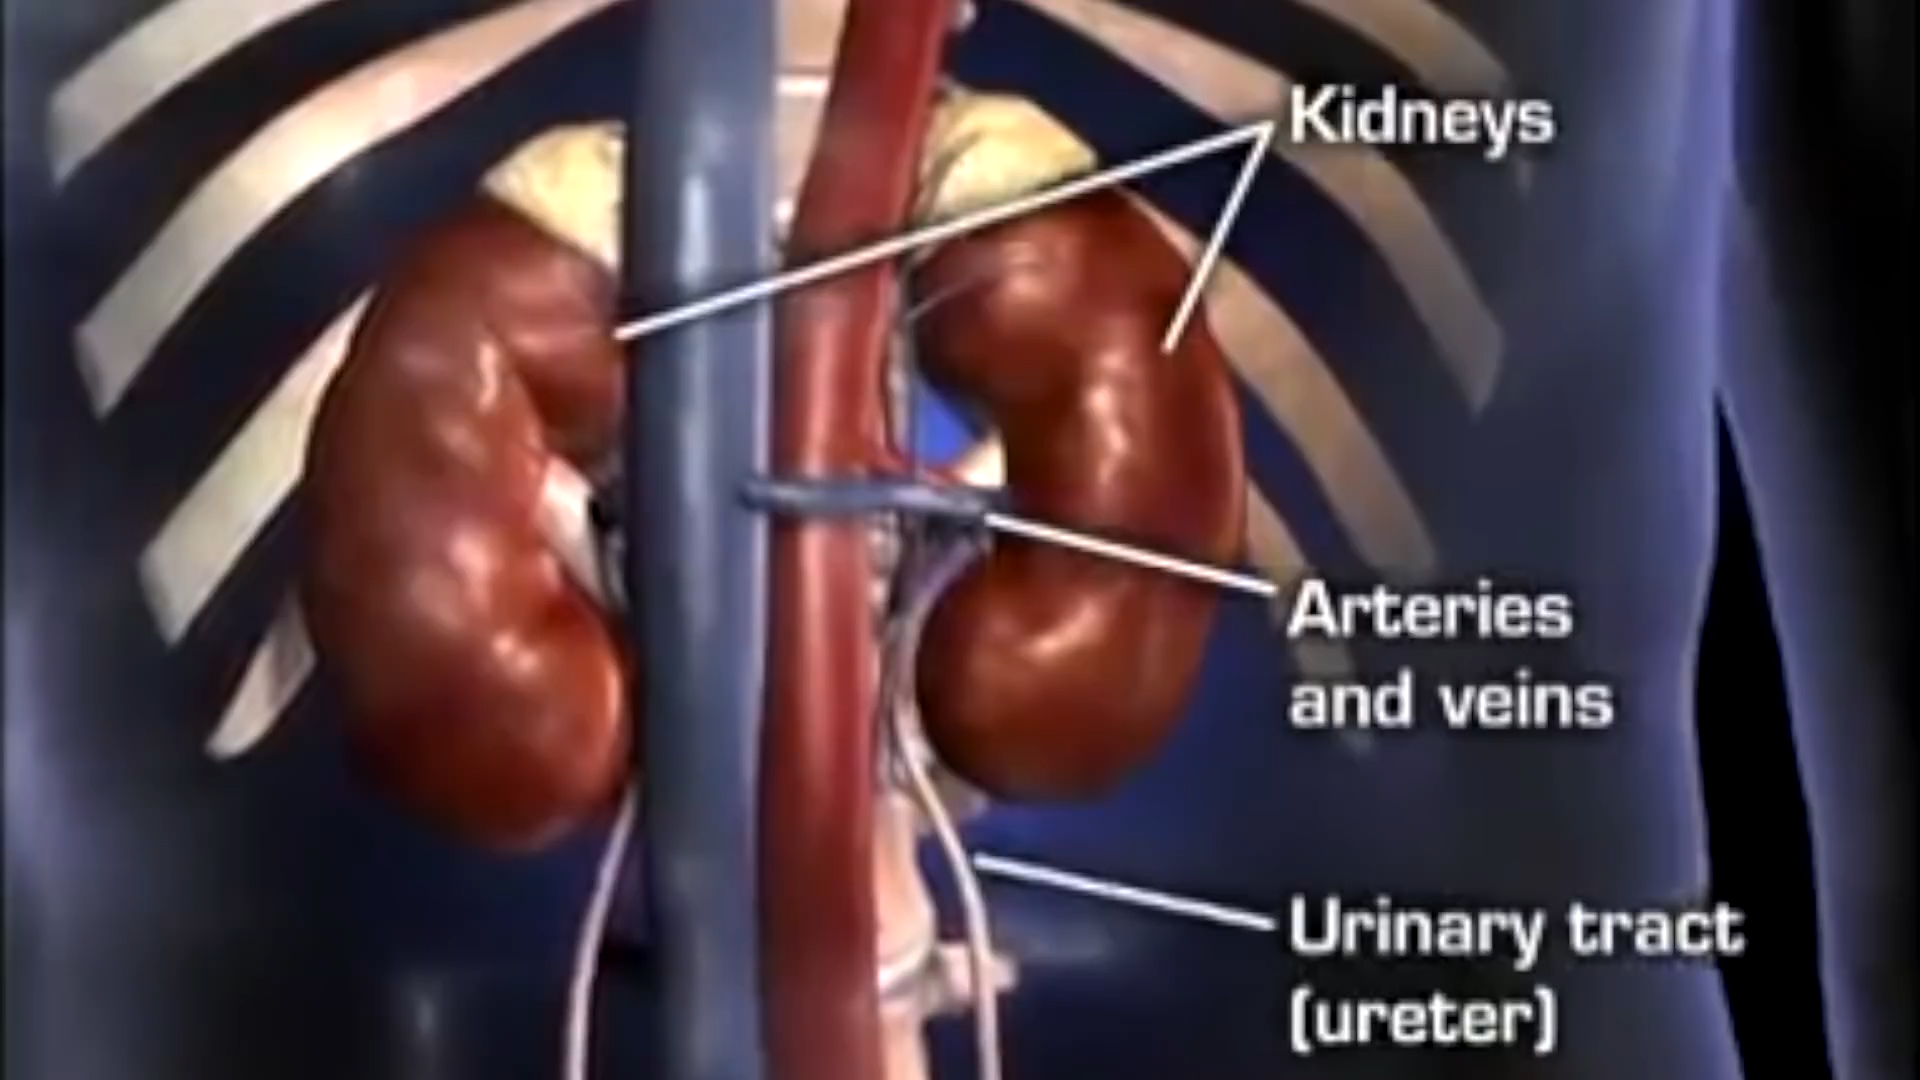 Kidneys
Arteries
and veins
Urinary tract
(ureter)